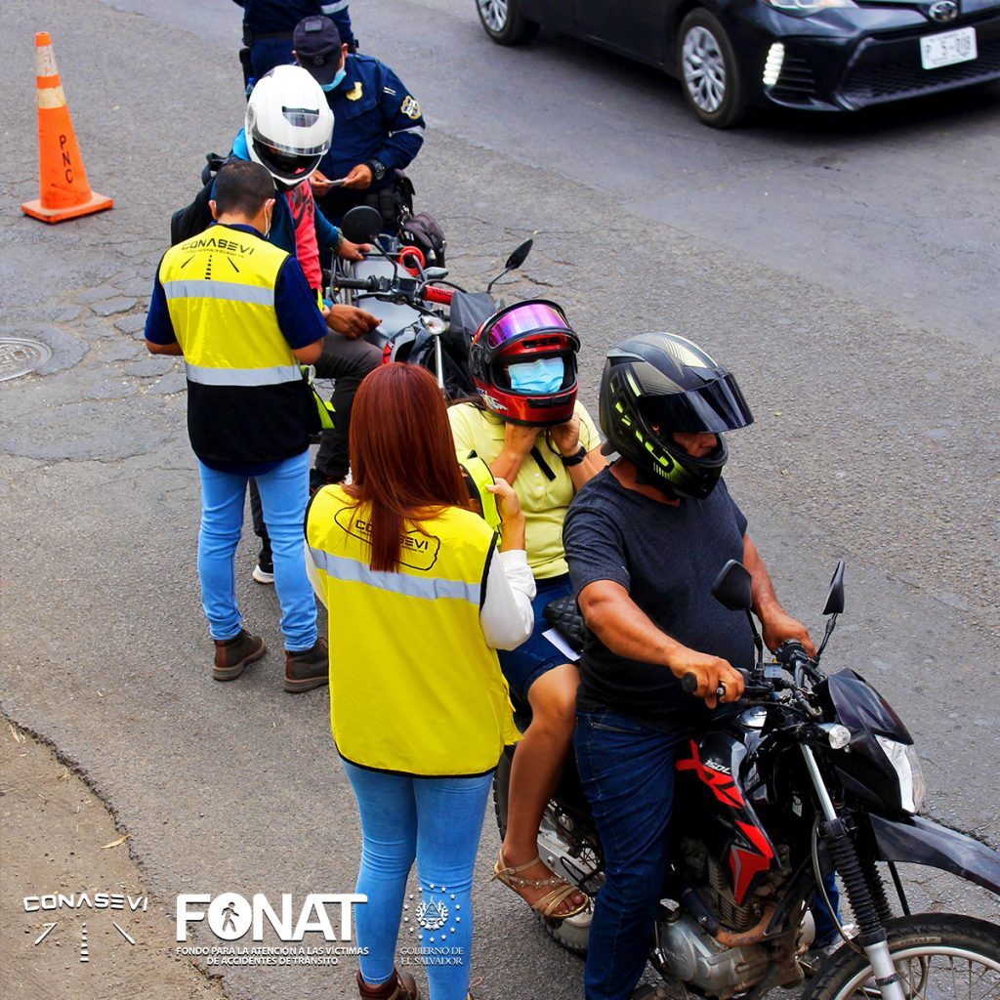 PNC
CONASEVI
CONASEVI
150L
CONASEVI
FONAT
FONDO PARA LA ATENCIÓN A LAS VÍCTIMAS
DE ACCIDENTES DE TRÁNSITO
GOBIERNO DE
EL SALVADOR